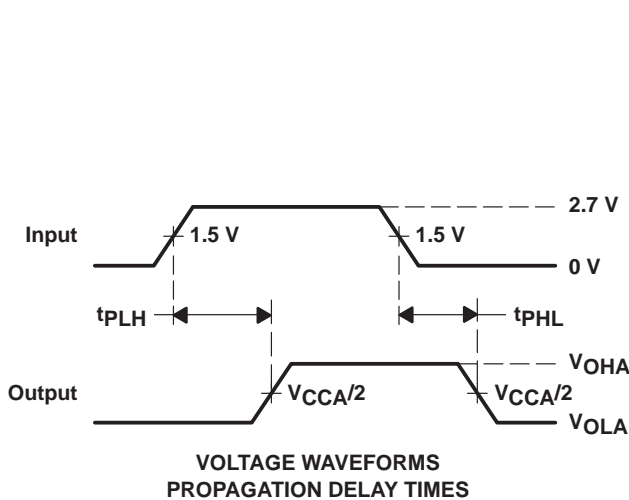 2.7 V
Input 1.5 V 1.5 V
0 V
tPLH tPHL
VOHA
Output VCCA/2 VCCA/2
VOLA
VOLTAGE WAVEFORMS
PROPAGATION DELAY TIMES